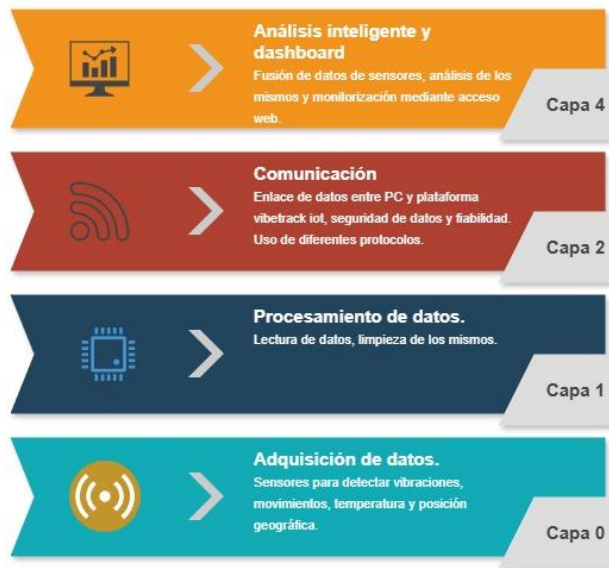 Análisis inteligente y
dashboard
Fusión de datos de sensores, análisis de los
mismos y monitorización mediante acceso
web.
Capa 4
Comunicación
Enlace de datos entre PC y plataforma
vibetrack iot, seguridad de datos y fiabilidad.
Uso de diferentes protocolos.
Capa 2
Procesamiento de datos.
Lectura de datos, limpieza de los mismos.
Capa 1
Adquisición de datos.
Sensores para detectar vibraciones,
movimientos, temperatura y posición
geográfica.
Capa 0